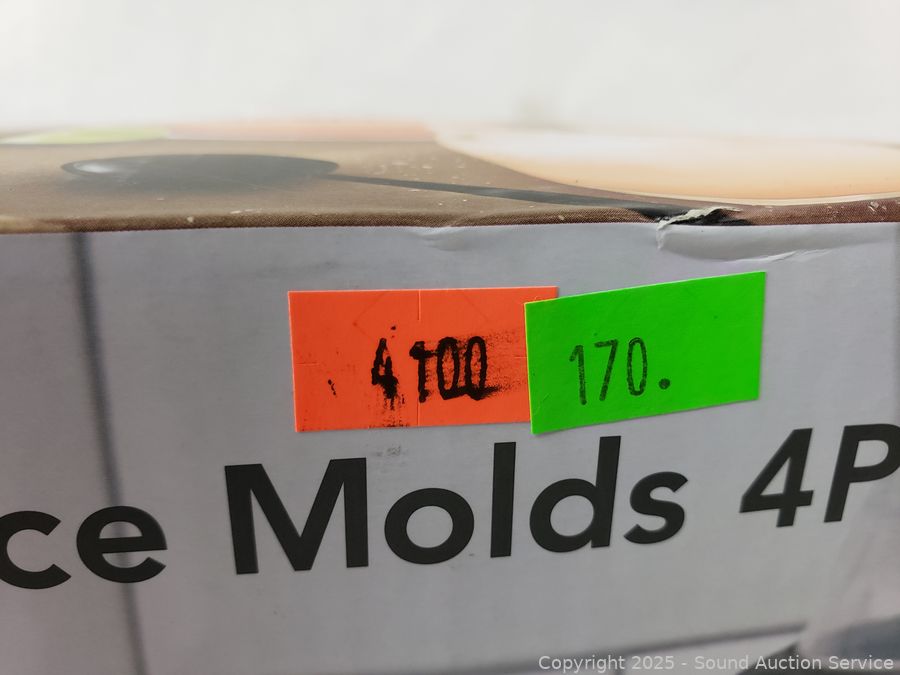 4100
170.
ce Molds 4P
Copyright 2025 - Sound Auction Service